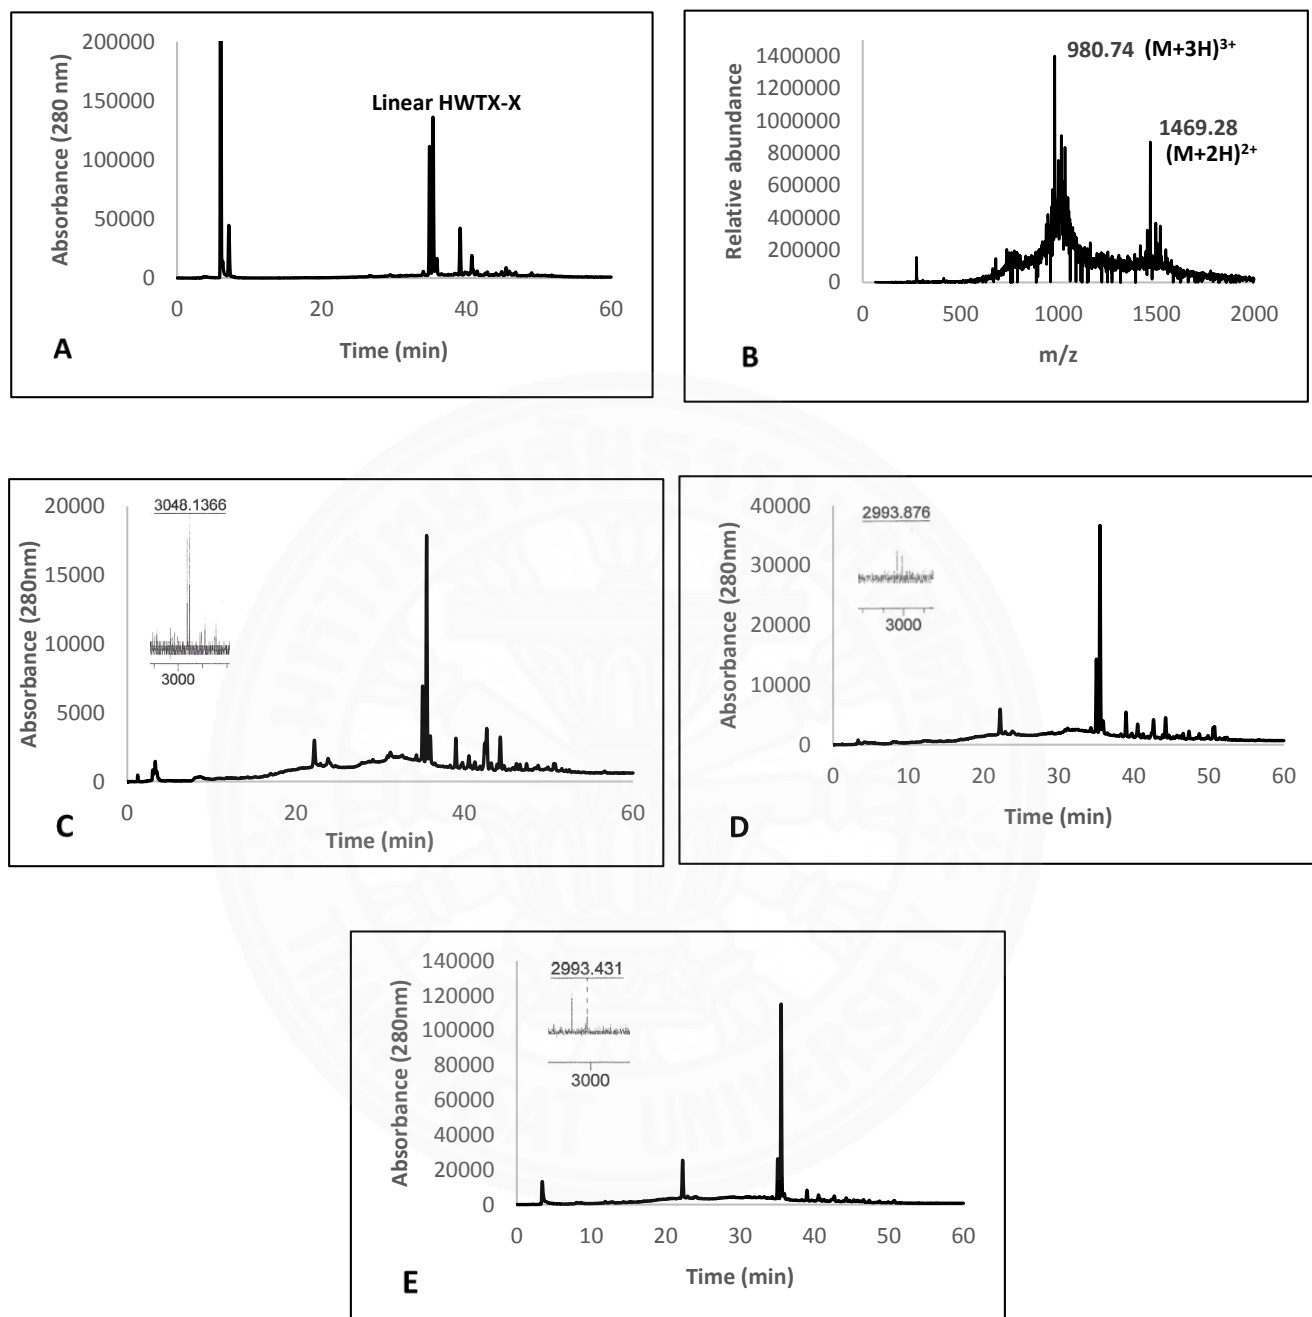 200000
150000
100000
50000
0
Absorbance (280 nm)
Linear HWTX-X
0 20 40 60
Time (min)
A
1400000
1200000
1000000
800000
600000
400000
200000
0
Relative abundance
980.74 (M+3H)³⁺
1469.28
(M+2H)²⁺
0 500 1000 1500 2000
m/z
B
20000
15000
10000
5000
0
Absorbance (280nm)
3048.1366
3000
0 20 40 60
Time (min)
C
40000
30000
20000
10000
0
Absorbance (280nm)
2993.876
3000
0 10 20 30 40 50 60
Time (min)
D
140000
120000
100000
80000
60000
40000
20000
0
Absorbance (280nm)
2993.431
3000
0 10 20 30 40 50 60
Time (min)
E